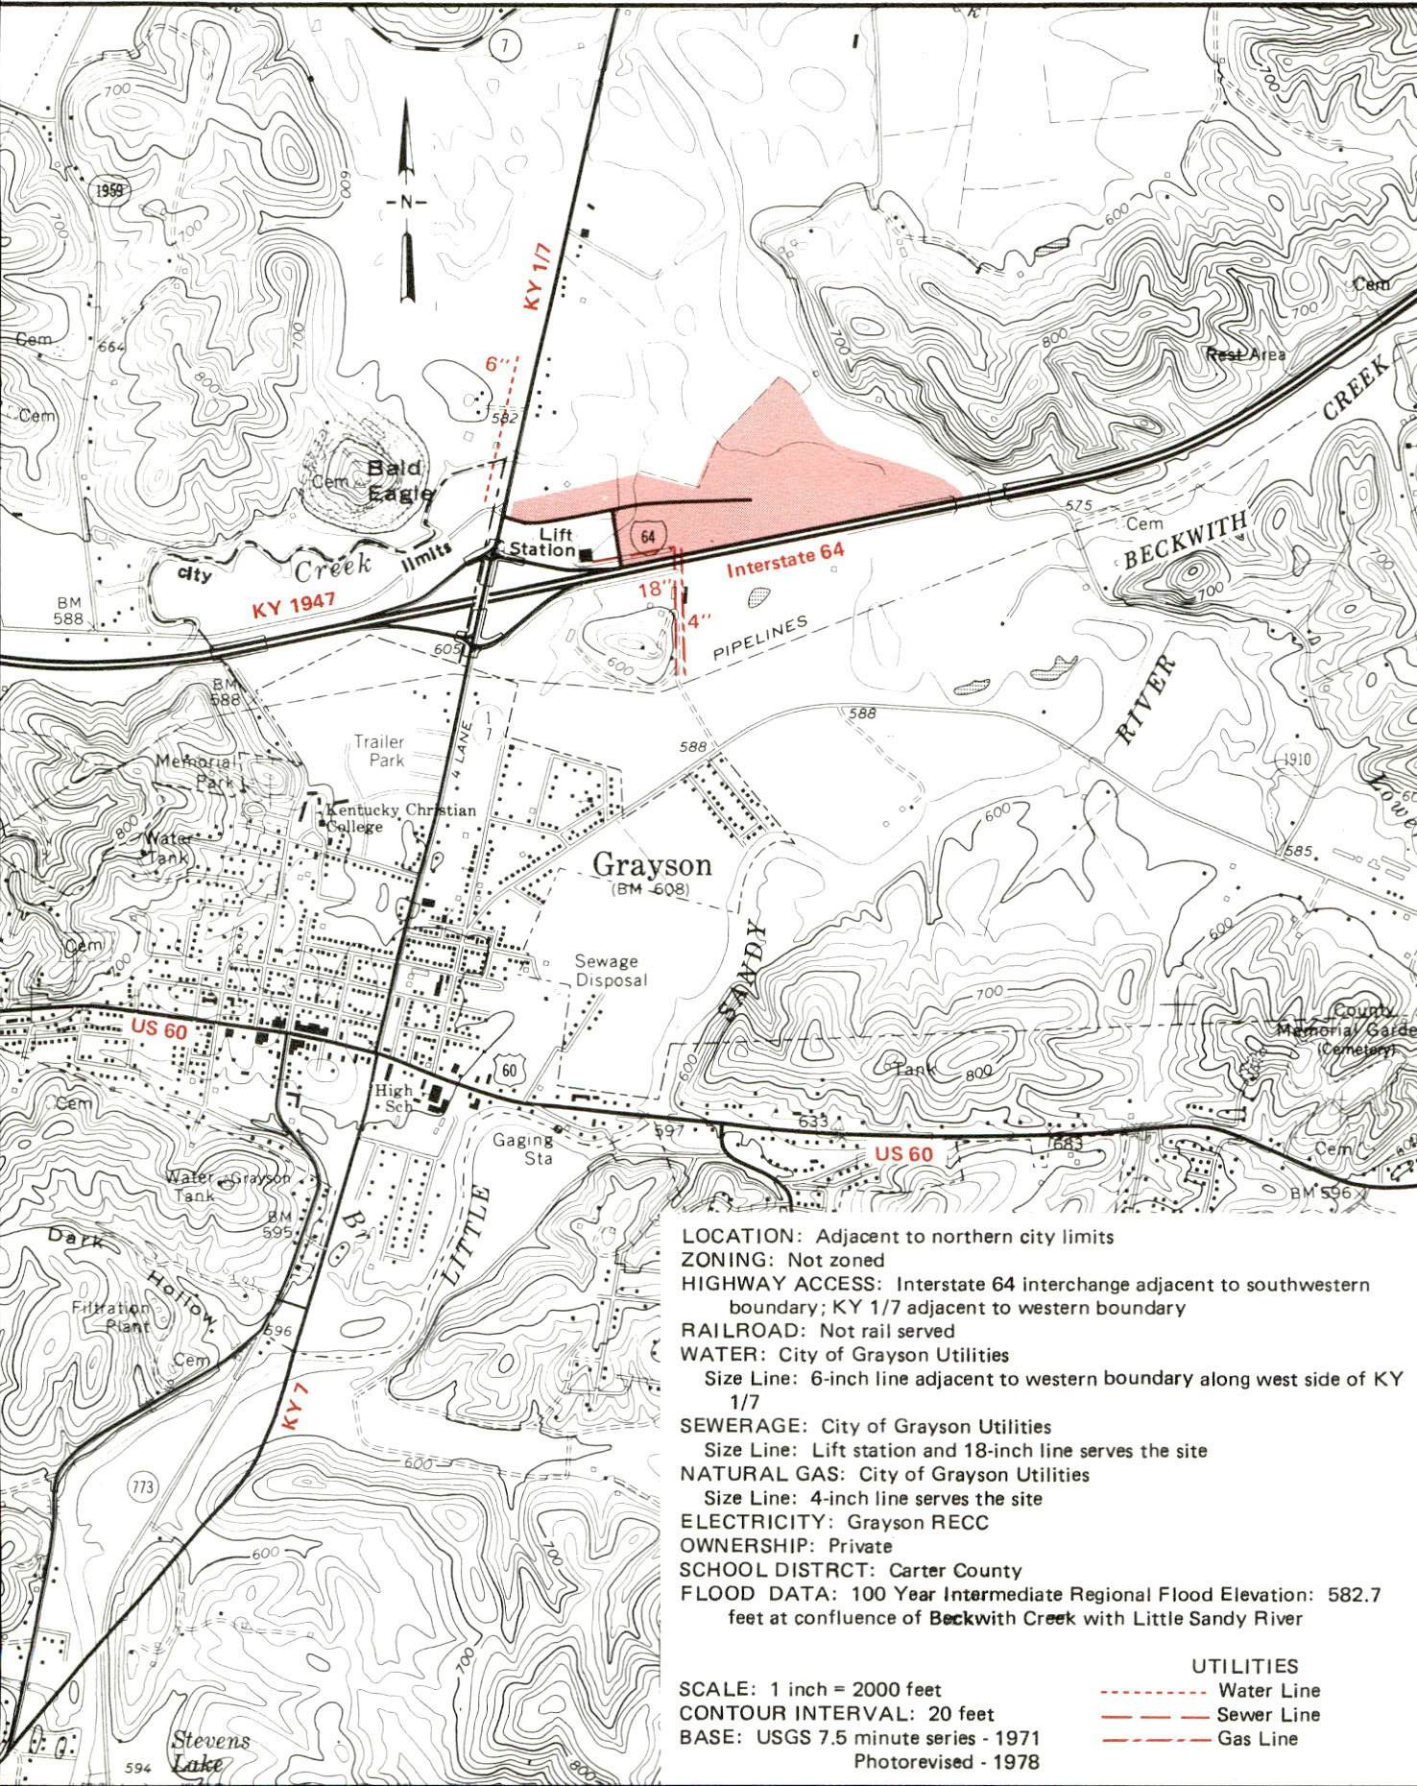 7
700
1959
700
700
600
N
KY 1/7
600
700
700
Cem
700
Cem
664
700
800
Cem
800
700
Rest Area
6"
582
Bald
Eagle
Cem
CREEK
575
Cem
BECKWITH
700
Lift
Station
64
Interstate 64
city
Creek
limits
KY 1947
BM
588
18"
4"
PIPELINES
605
600
BM
588
RIVER
588
588
1910
Lowe
Trailer
Park
4 LANE
1
7
Memorial
Park
Kentucky Christian
College
800
Water
Tank
Grayson
(BM 608)
600
585
600
Cem
700
Sewage
Disposal
SANDY
700
US 60
County
Memorial Garde
(Cemetery)
60
High
Sch
600
Tank
800
Cem
Gaging
Sta
597
633
US 60
683
Cem
BM 596
Water
Tank
Grayson
BM
595
Br
LITTLE
Dark
Hollow
Filtration
Plant
596
Cem
KY 7
600
773
600
700
700
800
Stevens
Lake
594
LOCATION: Adjacent to northern city limits
ZONING: Not zoned
HIGHWAY ACCESS: Interstate 64 interchange adjacent to southwestern
boundary; KY 1/7 adjacent to western boundary
RAILROAD: Not rail served
WATER: City of Grayson Utilities
Size Line: 6-inch line adjacent to western boundary along west side of KY
1/7
SEWERAGE: City of Grayson Utilities
Size Line: Lift station and 18-inch line serves the site
NATURAL GAS: City of Grayson Utilities
Size Line: 4-inch line serves the site
ELECTRICITY: Grayson RECC
OWNERSHIP: Private
SCHOOL DISTRCT: Carter County
FLOOD DATA: 100 Year Intermediate Regional Flood Elevation: 582.7
feet at confluence of Beckwith Creek with Little Sandy River
SCALE: 1 inch = 2000 feet
CONTOUR INTERVAL: 20 feet
BASE: USGS 7.5 minute series - 1971
Photorevised - 1978
UTILITIES
Water Line
Sewer Line
Gas Line